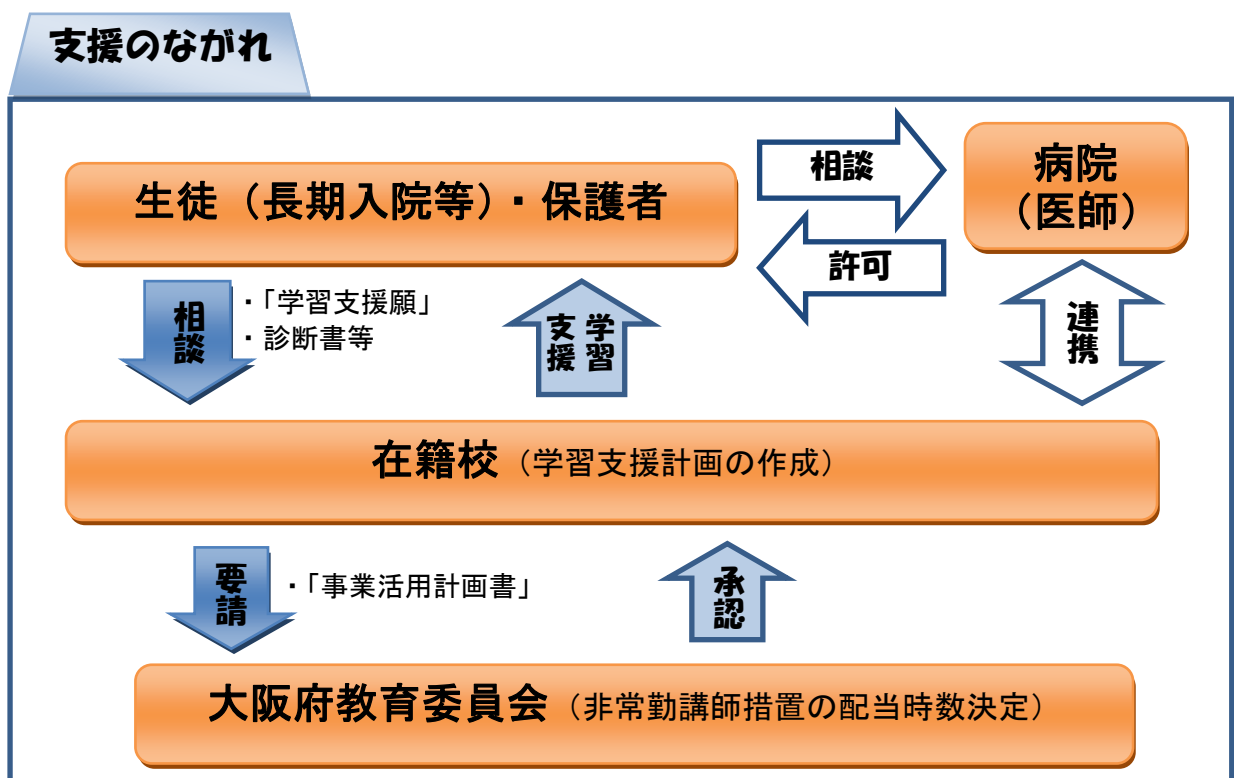 支援のながれ
生徒（長期入院等）・保護者
相談
許可
病院
（医師）
相談
・「学習支援願」
・診断書等
学習
支援
連携
在籍校（学習支援計画の作成）
要請
・「事業活用計画書」
承認
大阪府教育委員会（非常勤講師措置の配当時数決定）